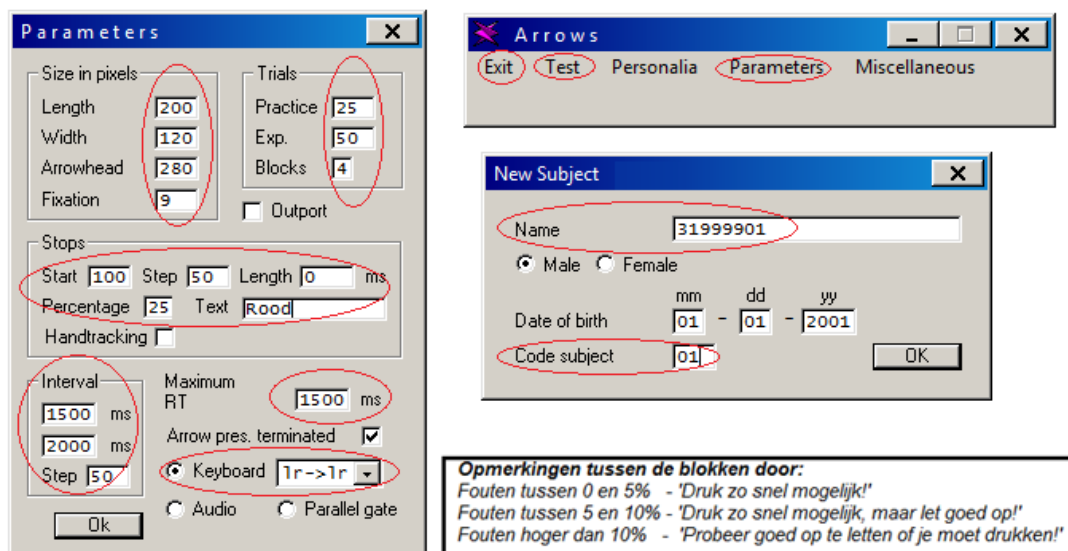 Parameters
Size in pixels
Length 200
Width 120
Arrowhead 280
Fixation 9
Trials
Practice 25
Exp. 50
Blocks 4
Outport
Stops
Start 100 Step 50 Length 0 ms
Percentage 25 Text Rood
Handtracking
Interval
1500 ms
2000 ms
Step 50
Maximum
RT 1500 ms
Arrow pres. terminated
Keyboard lr->lr
Audio Parallel gate
Ok
Arrows
Exit Test Personalia Parameters Miscellaneous
New Subject
Name 31999901
Male Female
mm dd yy
Date of birth 01 - 01 - 2001
Code subject 01 OK
Opmerkingen tussen de blokken door:
Fouten tussen 0 en 5% - 'Druk zo snel mogelijk!'
Fouten tussen 5 en 10% - 'Druk zo snel mogelijk, maar let goed op!'
Fouten hoger dan 10% - 'Probeer goed op te letten of je moet drukken!'